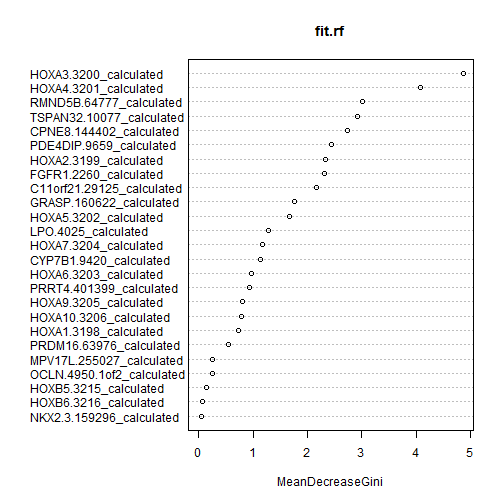 fit.rf
HOXA3.3200_calculated
HOXA4.3201_calculated
RMND5B.64777_calculated
TSPAN32.10077_calculated
CPNE8.144402_calculated
PDE4DIP.9659_calculated
HOXA2.3199_calculated
FGFR1.2260_calculated
C11orf21.29125_calculated
GRASP.160622_calculated
HOXA5.3202_calculated
LPO.4025_calculated
HOXA7.3204_calculated
CYP7B1.9420_calculated
HOXA6.3203_calculated
PRRT4.401399_calculated
HOXA9.3205_calculated
HOXA10.3206_calculated
HOXA1.3198_calculated
PRDM16.63976_calculated
MPV17L.255027_calculated
OCLN.4950.1of2_calculated
HOXB5.3215_calculated
HOXB6.3216_calculated
NKX2.3.159296_calculated
0 1 2 3 4 5
MeanDecreaseGini